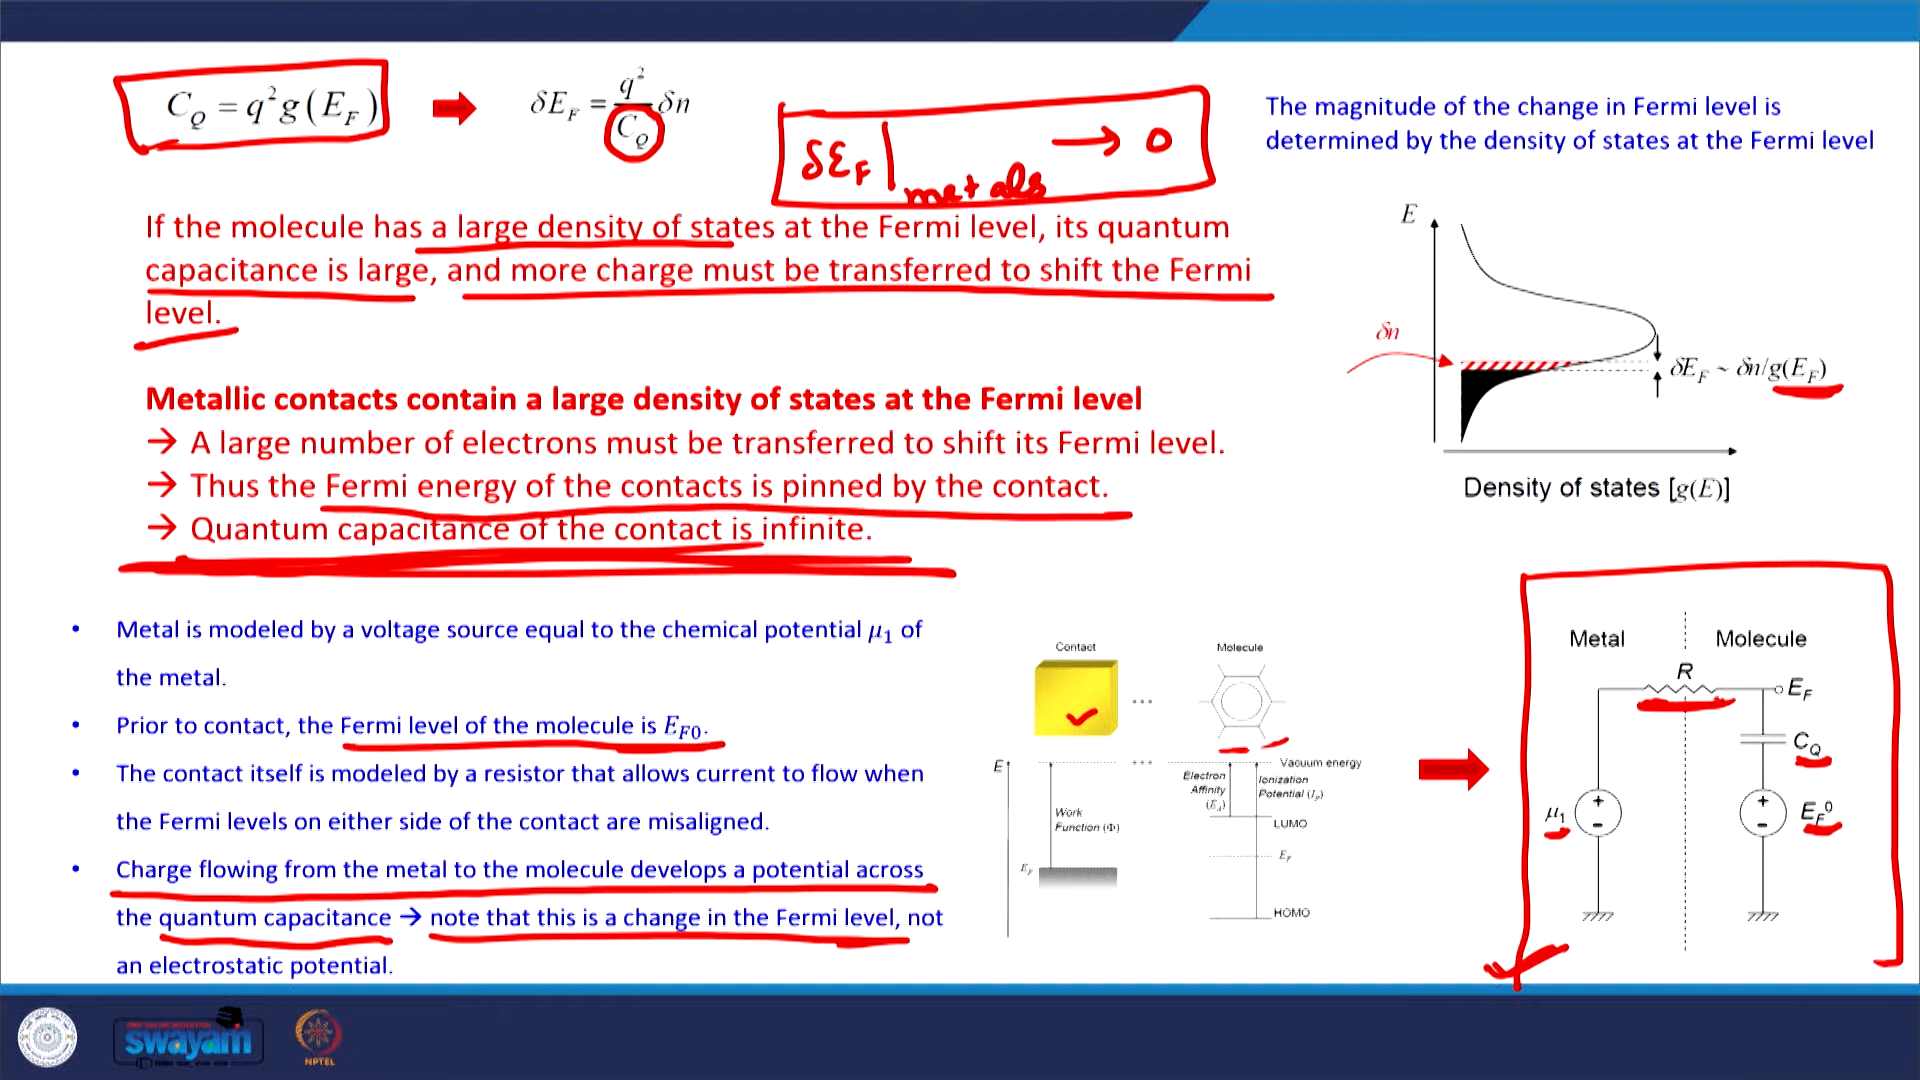 C_Q = q²g(E_F)
δE_F = q²/C_Q δn
δE_F | metals → 0
The magnitude of the change in Fermi level is
determined by the density of states at the Fermi level
If the molecule has a large density of states at the Fermi level, its quantum
capacitance is large, and more charge must be transferred to shift the Fermi
level.
E
δn
δE_F ~ δn/g(E_F)
Density of states [g(E)]
Metallic contacts contain a large density of states at the Fermi level
→ A large number of electrons must be transferred to shift its Fermi level.
→ Thus the Fermi energy of the contacts is pinned by the contact.
→ Quantum capacitance of the contact is infinite.
• Metal is modeled by a voltage source equal to the chemical potential μ₁ of
the metal.
• Prior to contact, the Fermi level of the molecule is E_F0.
• The contact itself is modeled by a resistor that allows current to flow when
the Fermi levels on either side of the contact are misaligned.
• Charge flowing from the metal to the molecule develops a potential across
the quantum capacitance → note that this is a change in the Fermi level, not
an electrostatic potential.
Contact
Molecule
...
E
...
Vacuum energy
Work
Function (Φ)
Electron
Affinity
(E_A)
Ionization
Potential (I_P)
LUMO
E_F
E_F
HOMO
Metal
Molecule
R
E_F
C_Q
μ₁
+
-
+
-
E_F⁰
swayam
NPTEL